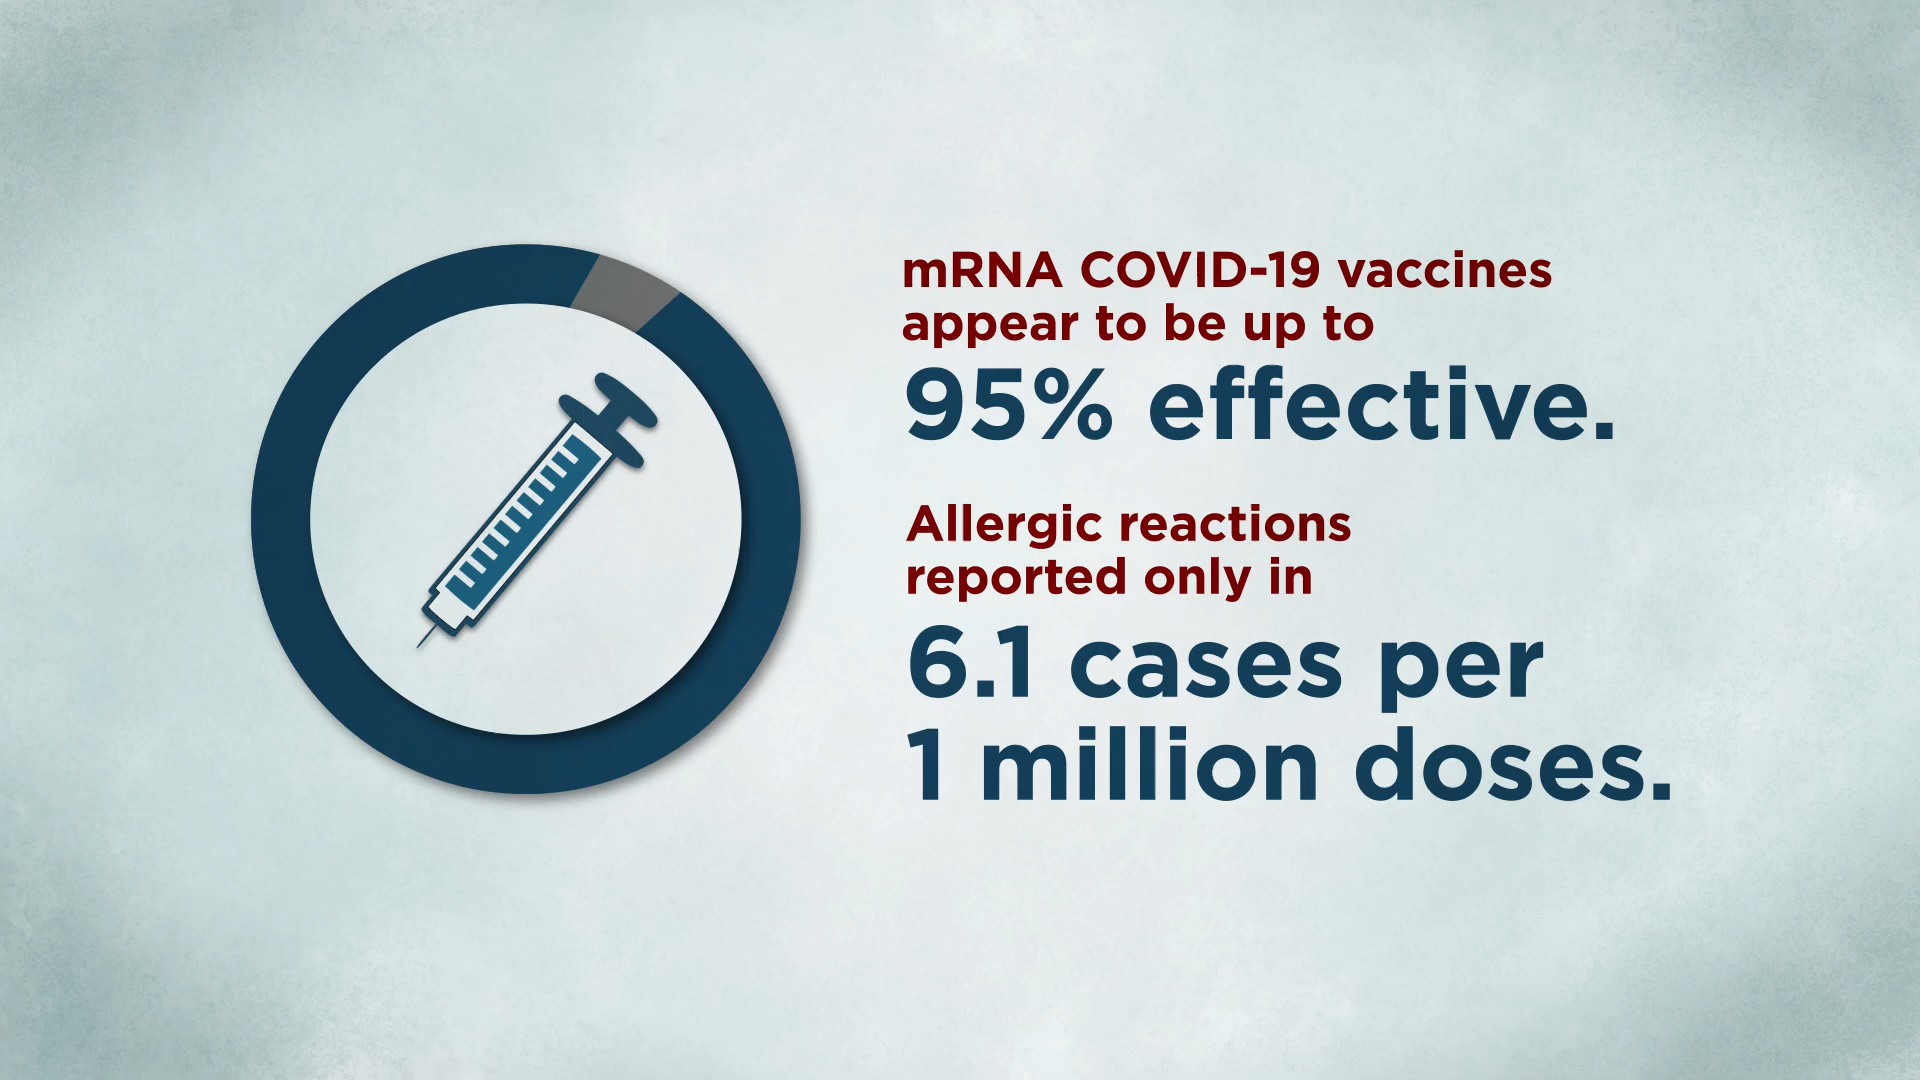 mRNA COVID-19 vaccines
appear to be up to
95% effective.
Allergic reactions
reported only in
6.1 cases per
1 million doses.